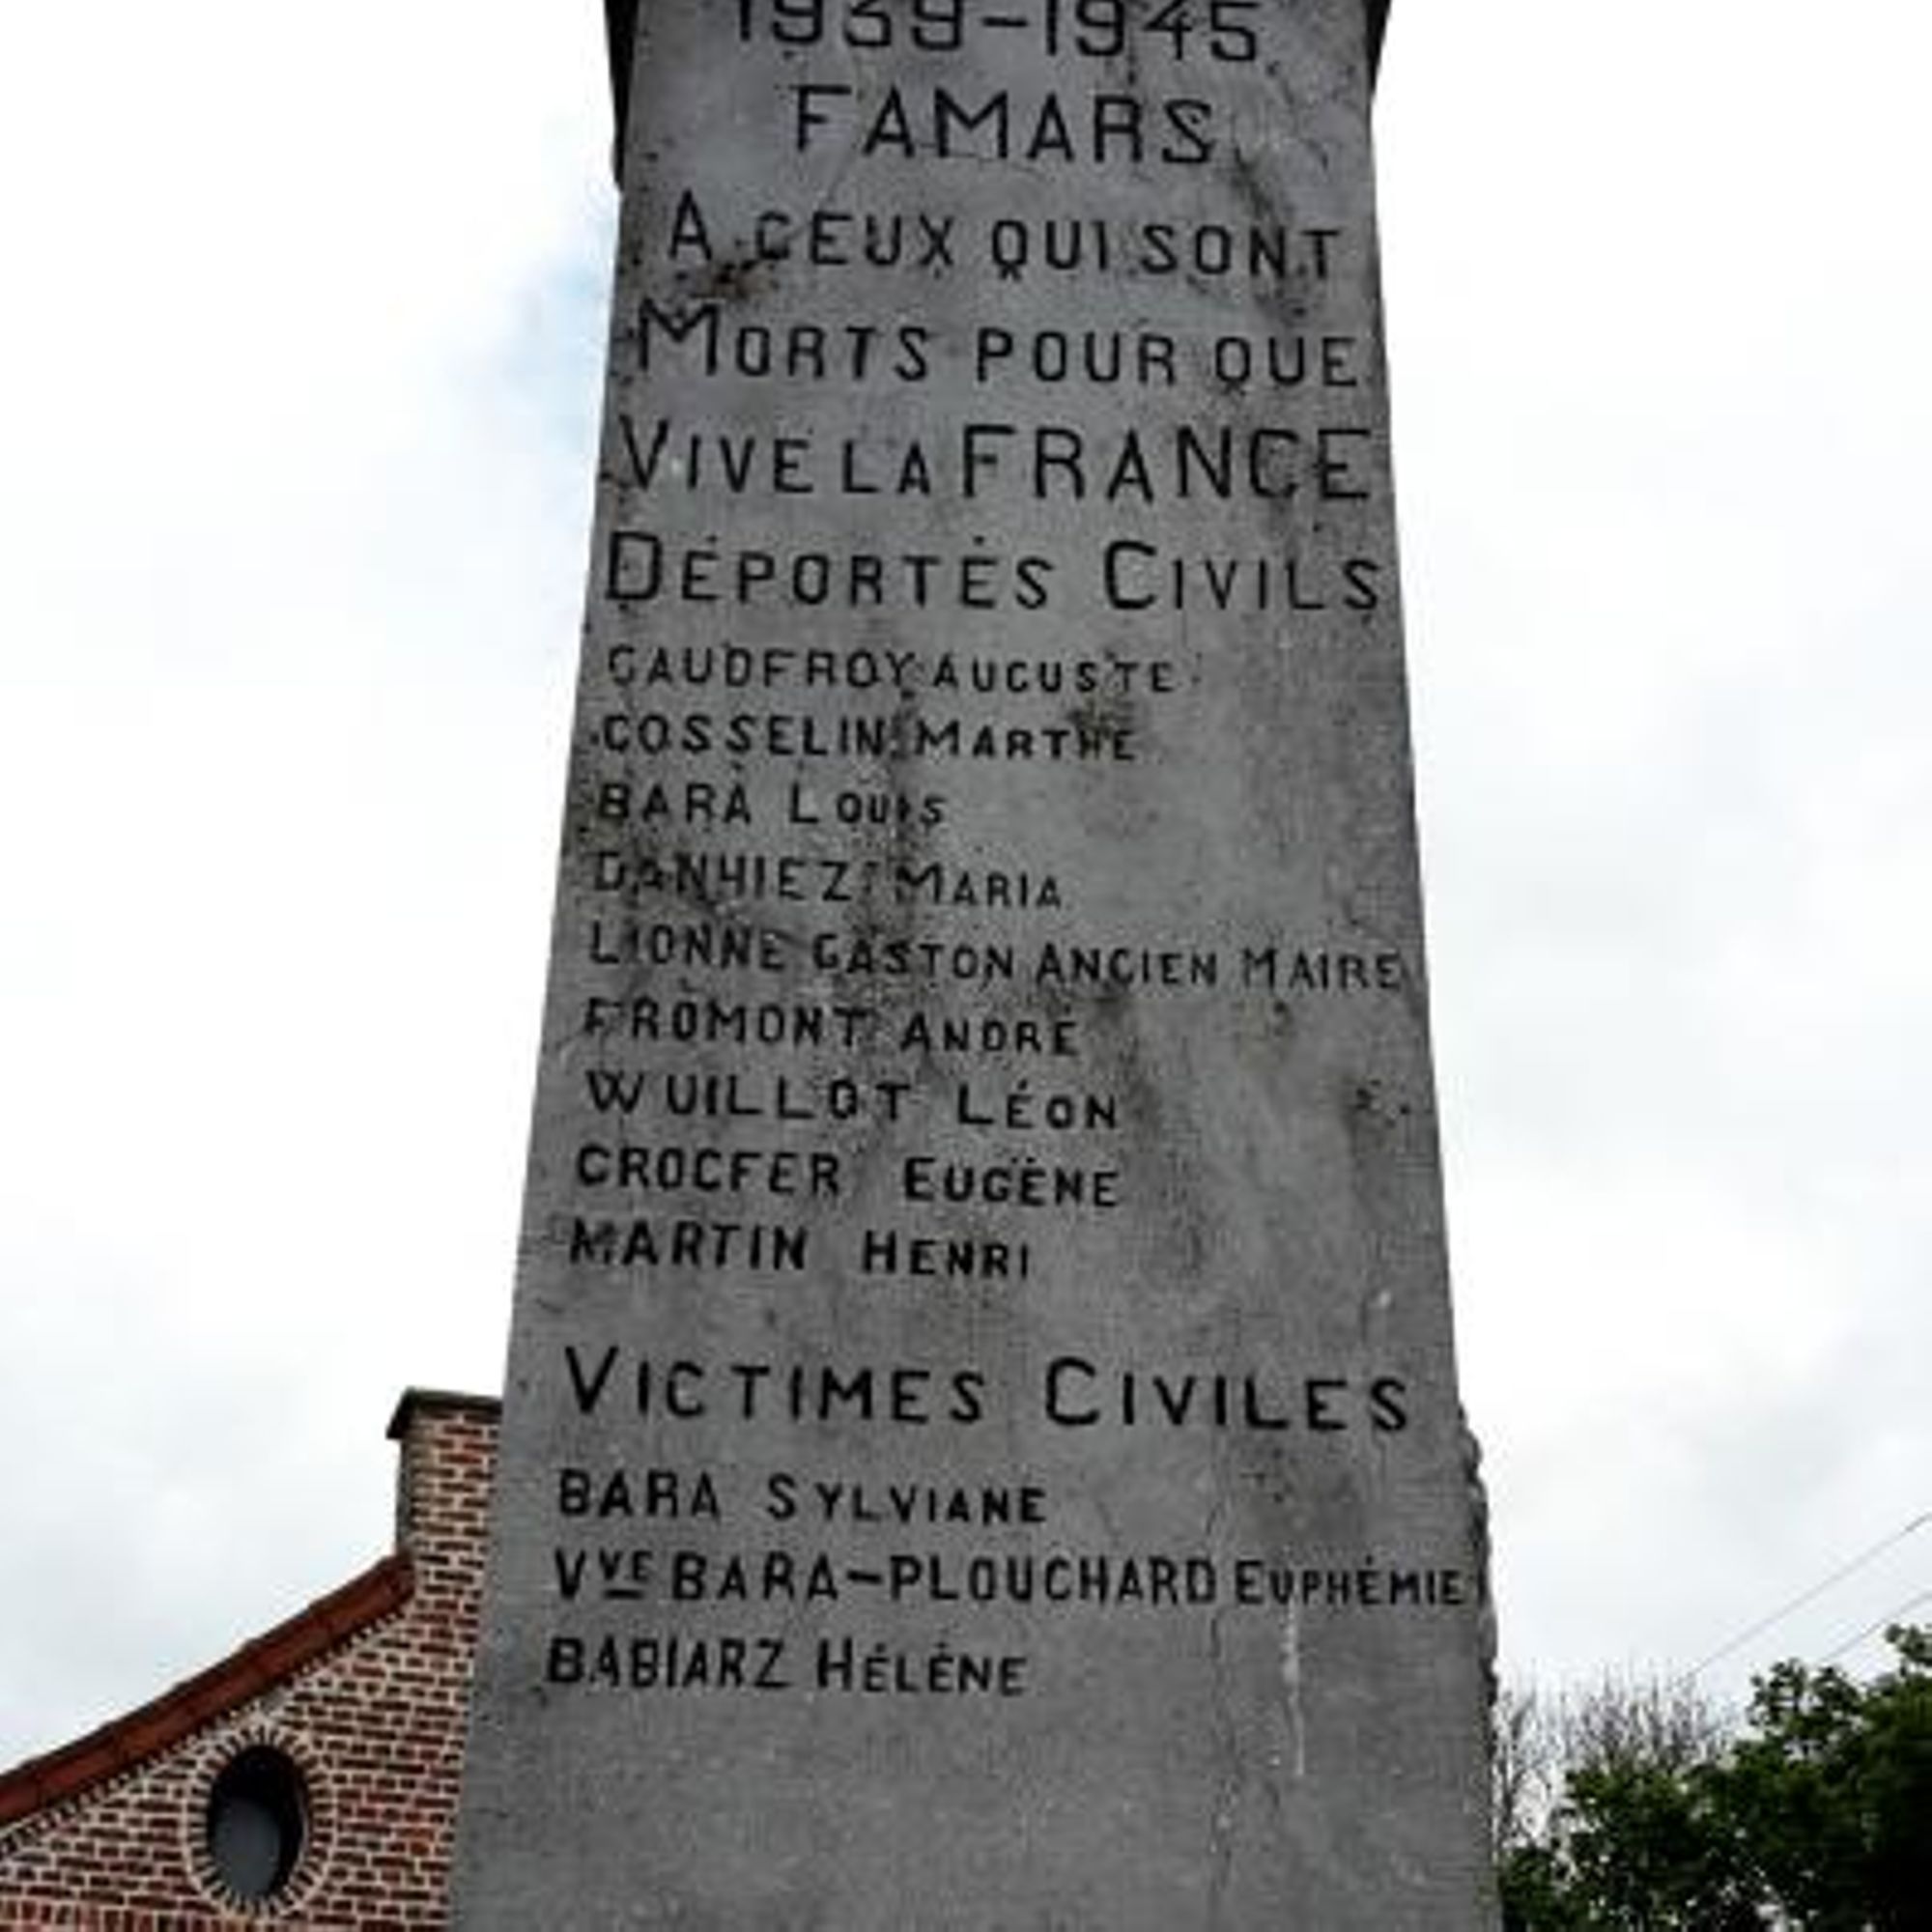 1939-1945
FAMARS
A CEUX QUI SONT
MORTS POUR QUE
VIVE LA FRANCE
DÉPORTÉS CIVILS
GAUDFROY AUGUSTE
GOSSELIN MARTHE
BARA LOUIS
DANHIEZ MARIA
LIONNE GASTON ANCIEN MAIRE
FROMONT ANDRÉ
WUILLOT LÉON
CROCFER EUGÈNE
MARTIN HENRI
VICTIMES CIVILES
BARA SYLVIANE
VVE BARA-PLOUCHARD EUPHÉMIE
BABIARZ HÉLÈNE